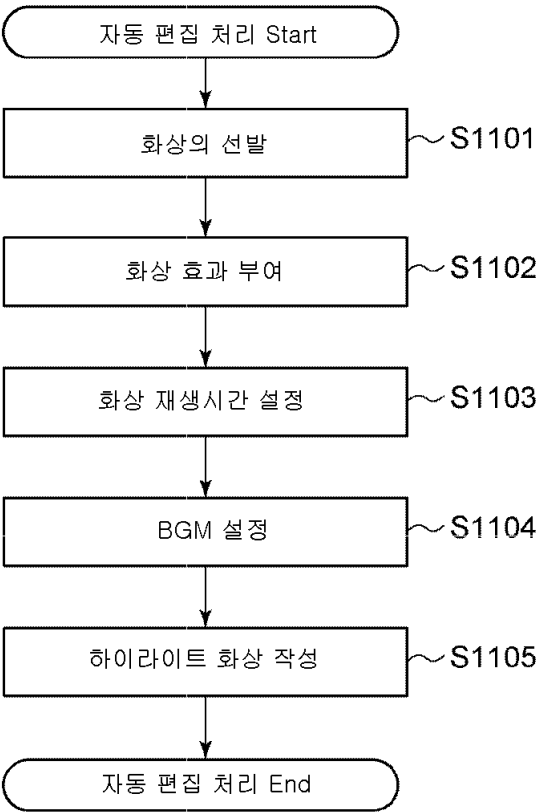 자동 편집 처리 Start
화상의 선발
S1101
화상 효과 부여
S1102
화상 재생시간 설정
S1103
BGM 설정
S1104
하이라이트 화상 작성
S1105
자동 편집 처리 End